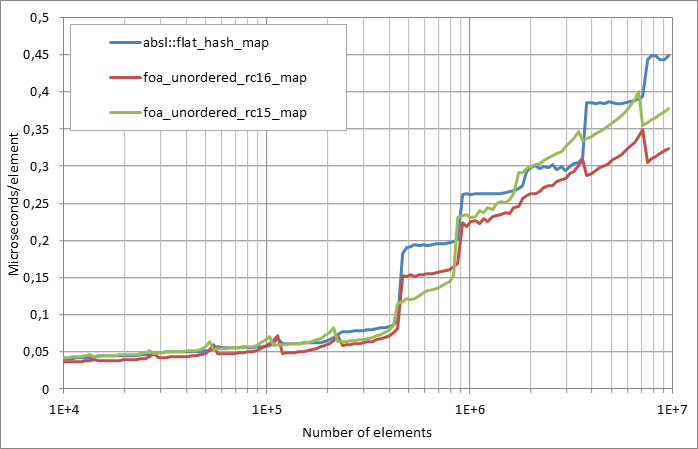 0,5
0,45
0,4
0,35
0,3
0,25
0,2
0,15
0,1
0,05
0
Microseconds/element
absl::flat_hash_map
foa_unordered_rc16_map
foa_unordered_rc15_map
1E+4 1E+5 1E+6 1E+7
Number of elements